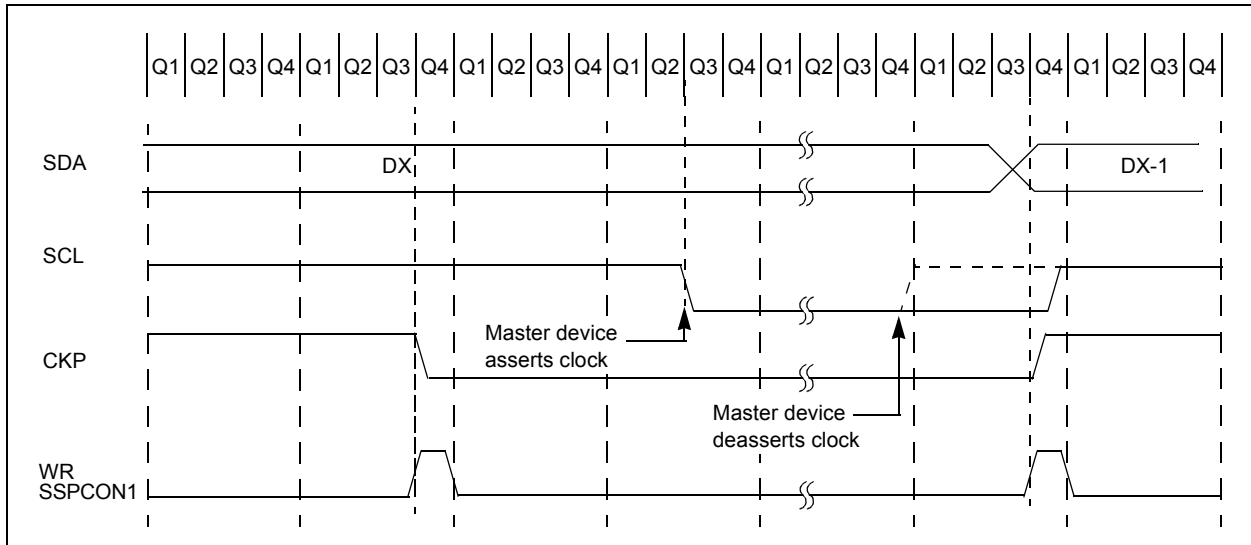 Q1 Q2 Q3 Q4 Q1 Q2 Q3 Q4 Q1 Q2 Q3 Q4 Q1 Q2 Q3 Q4 Q1 Q2 Q3 Q4 Q1 Q2 Q3 Q4 Q1 Q2 Q3 Q4
SDA
DX
DX-1
SCL
Master device
asserts clock
CKP
Master device
deasserts clock
WR
SSPCON1